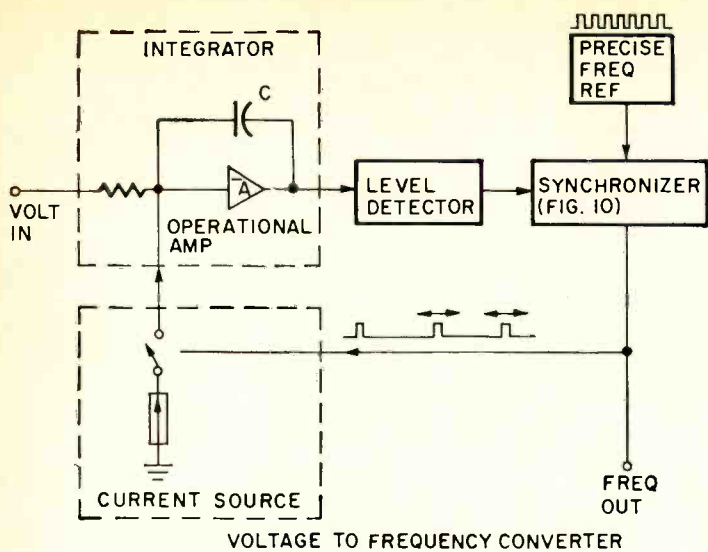 INTEGRATOR
C
PRECISE
FREQ
REF
VOLT
IN
-A
OPERATIONAL
AMP
LEVEL
DETECTOR
SYNCHRONIZER
(FIG. 10)
CURRENT SOURCE
FREQ
OUT
VOLTAGE TO FREQUENCY CONVERTER